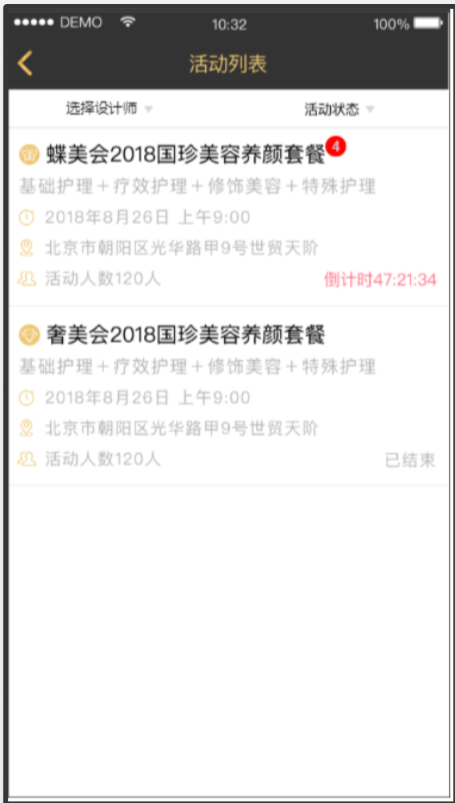 DEMO 10:32 100%
活动列表
选择设计师 活动状态
蝶美会2018国珍美容养颜套餐 4
基础护理+疗效护理+修饰美容+特殊护理
2018年8月26日 上午9:00
北京市朝阳区光华路甲9号世贸天阶
活动人数120人 倒计时47:21:34
奢美会2018国珍美容养颜套餐
基础护理+疗效护理+修饰美容+特殊护理
2018年8月26日 上午9:00
北京市朝阳区光华路甲9号世贸天阶
活动人数120人 已结束